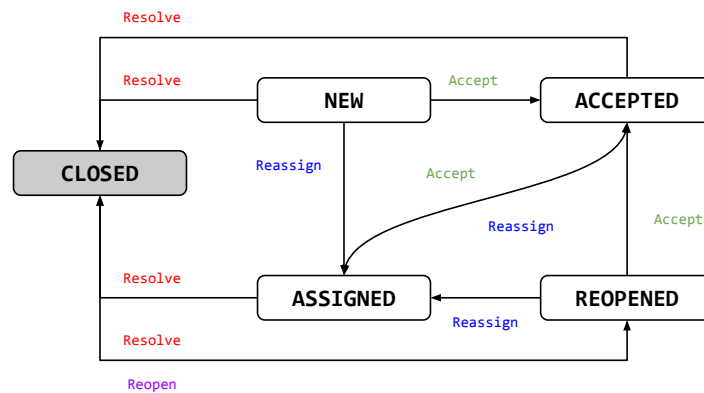 Resolve
Resolve
NEW
Accept
ACCEPTED
CLOSED
Reassign
Accept
Reassign
Accept
Resolve
ASSIGNED
REOPENED
Reassign
Resolve
Reopen